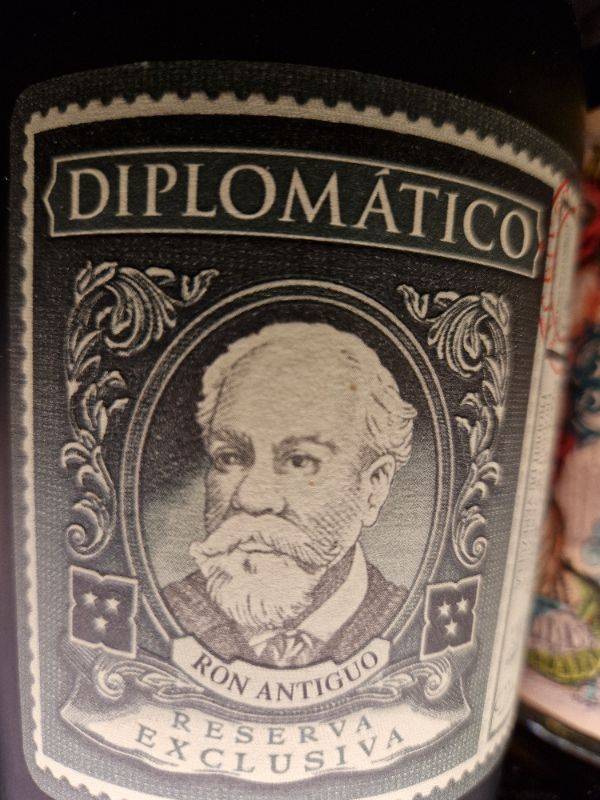 DIPLOMÁTICO
RON ANTIGUO
RESERVA
EXCLUSIVA